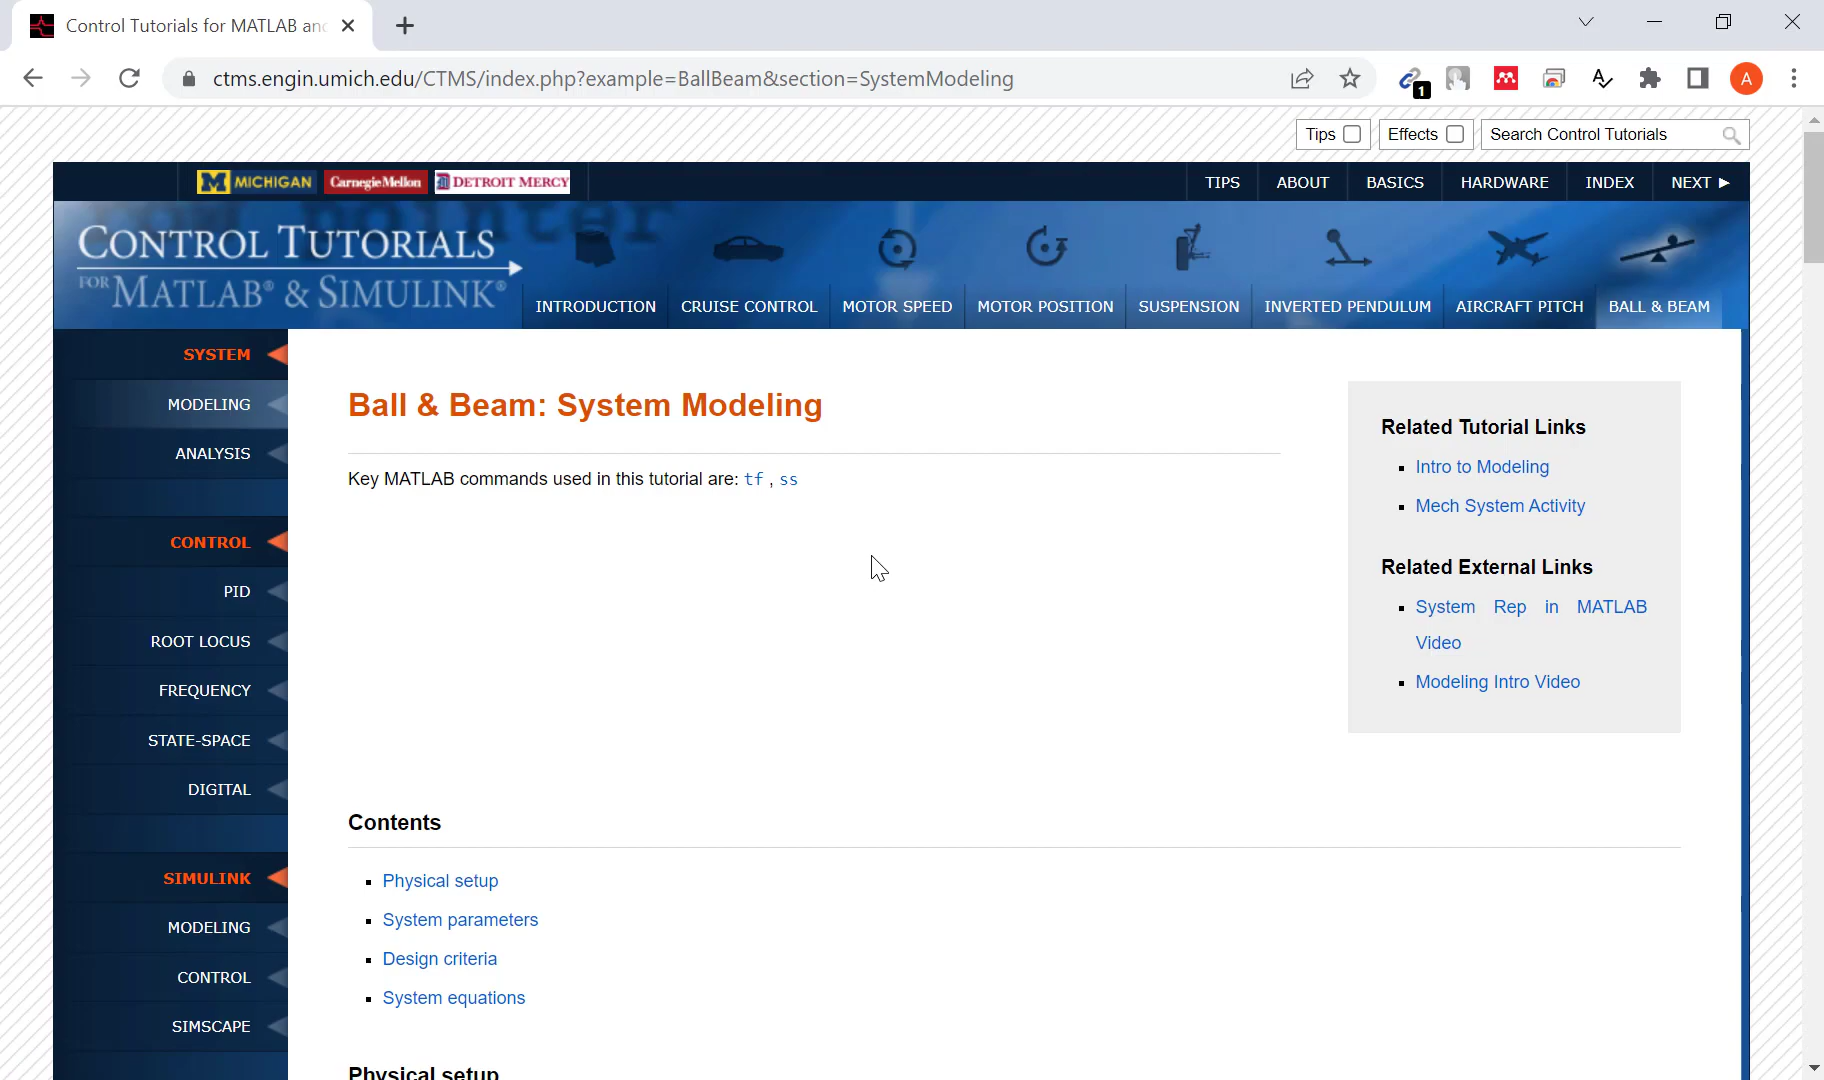 Control Tutorials for MATLAB and
ctms.engin.umich.edu/CTMS/index.php?example=BallBeam&section=SystemModeling
1
A
Tips
Effects
Search Control Tutorials
M MICHIGAN
Carnegie Mellon
DETROIT MERCY
TIPS
ABOUT
BASICS
HARDWARE
INDEX
NEXT ►
CONTROL TUTORIALS
FOR MATLAB® & SIMULINK®
INTRODUCTION
CRUISE CONTROL
MOTOR SPEED
MOTOR POSITION
SUSPENSION
INVERTED PENDULUM
AIRCRAFT PITCH
BALL & BEAM
SYSTEM
MODELING
ANALYSIS
CONTROL
PID
ROOT LOCUS
FREQUENCY
STATE-SPACE
DIGITAL
SIMULINK
MODELING
CONTROL
SIMSCAPE
Ball & Beam: System Modeling
Key MATLAB commands used in this tutorial are: tf , ss
Related Tutorial Links
Intro to Modeling
Mech System Activity
Related External Links
System Rep in MATLAB
Video
Modeling Intro Video
Contents
Physical setup
System parameters
Design criteria
System equations
Physical setup